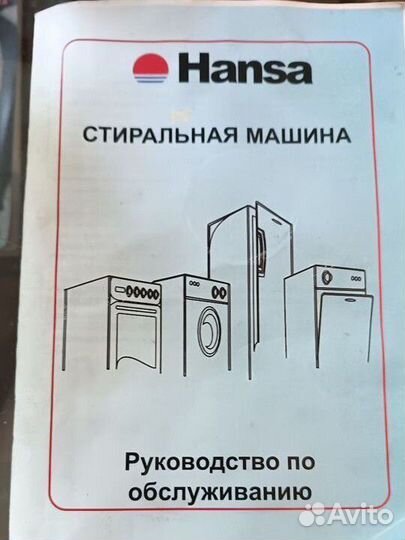 Hansa
СТИРАЛЬНАЯ МАШИНА
Руководство по
обслуживанию
Avito